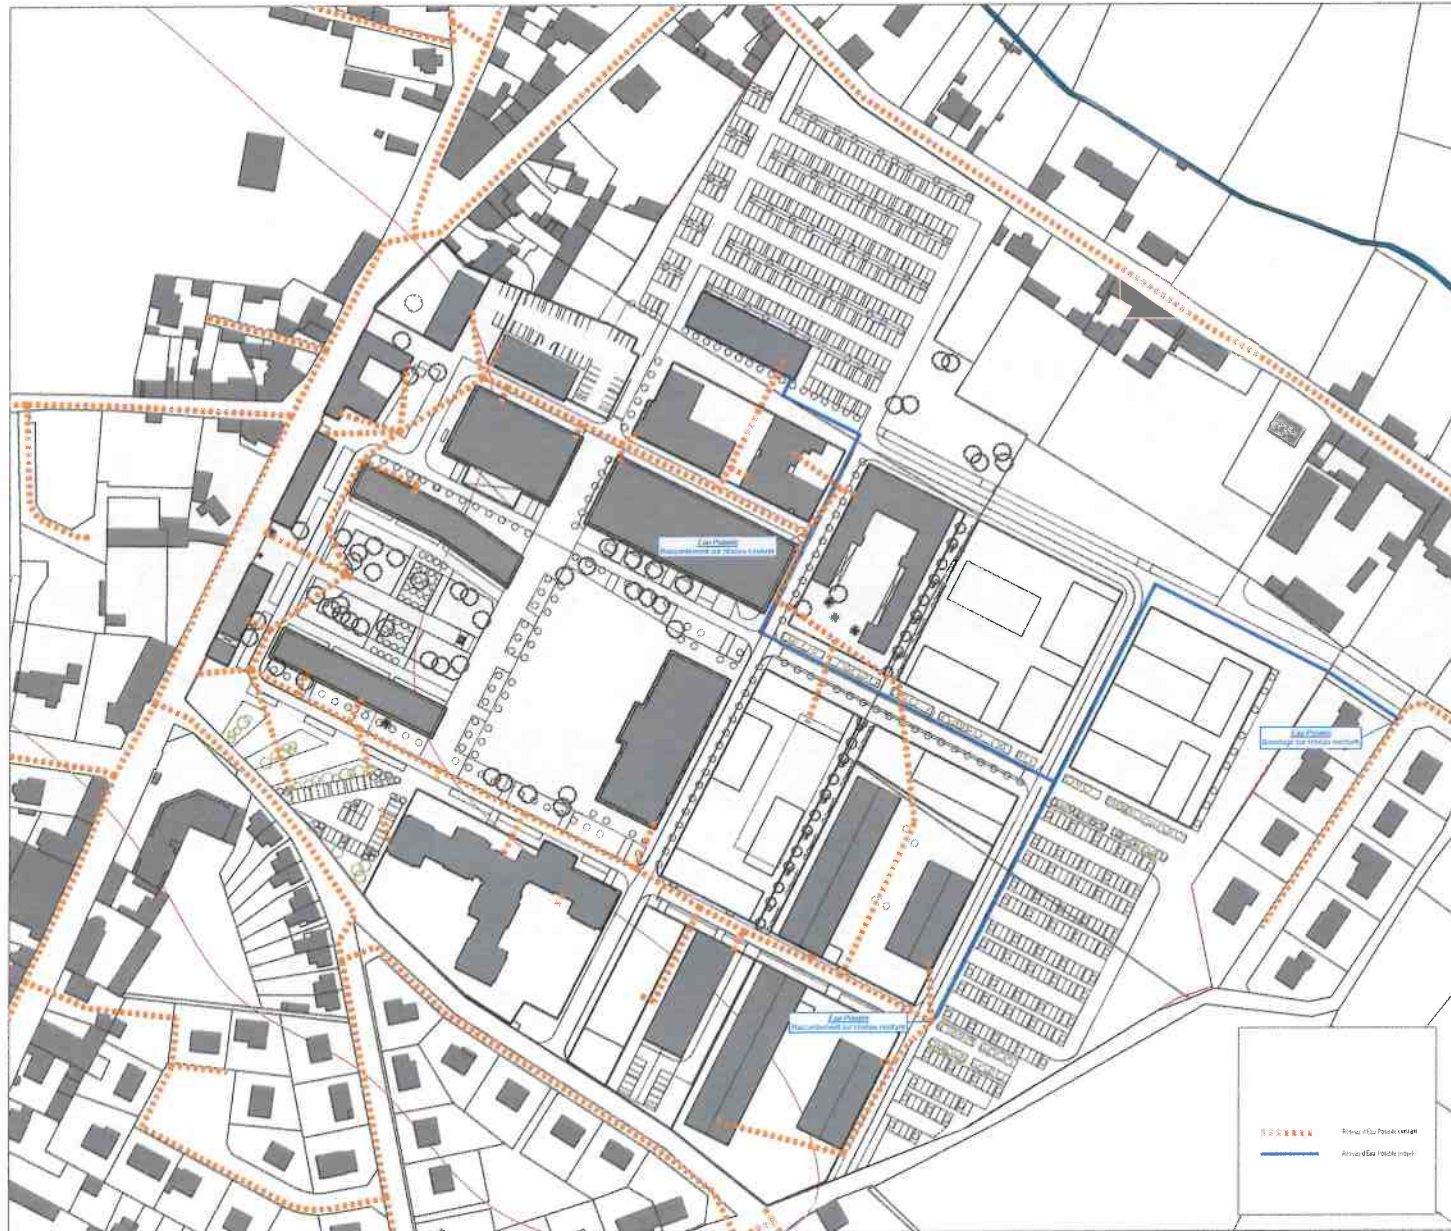 Eau Potable
Raccordement sur réseau existant
Eau Potable
Bouclage sur réseau existant
Eau Potable
Raccordement sur réseau existant
Réseau d'Eau Potable existant
Réseau d'Eau Potable projeté